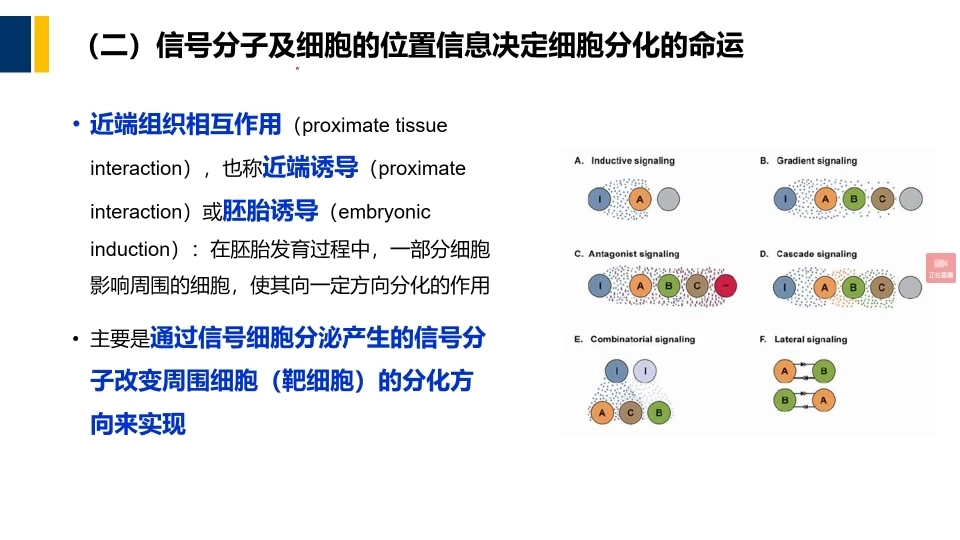 （二）信号分子及细胞的位置信息决定细胞分化的命运
• 近端组织相互作用（proximate tissue
interaction），也称近端诱导（proximate
interaction）或胚胎诱导（embryonic
induction）：在胚胎发育过程中，一部分细胞
影响周围的细胞，使其向一定方向分化的作用
• 主要是通过信号细胞分泌产生的信号分
子改变周围细胞（靶细胞）的分化方
向来实现
A. Inductive signaling
I A
B. Gradient signaling
I A B C
C. Antagonist signaling
I A B C −
D. Cascade signaling
I A B C
E. Combinatorial signaling
I I
A C B
F. Lateral signaling
A B
B A
正在直播